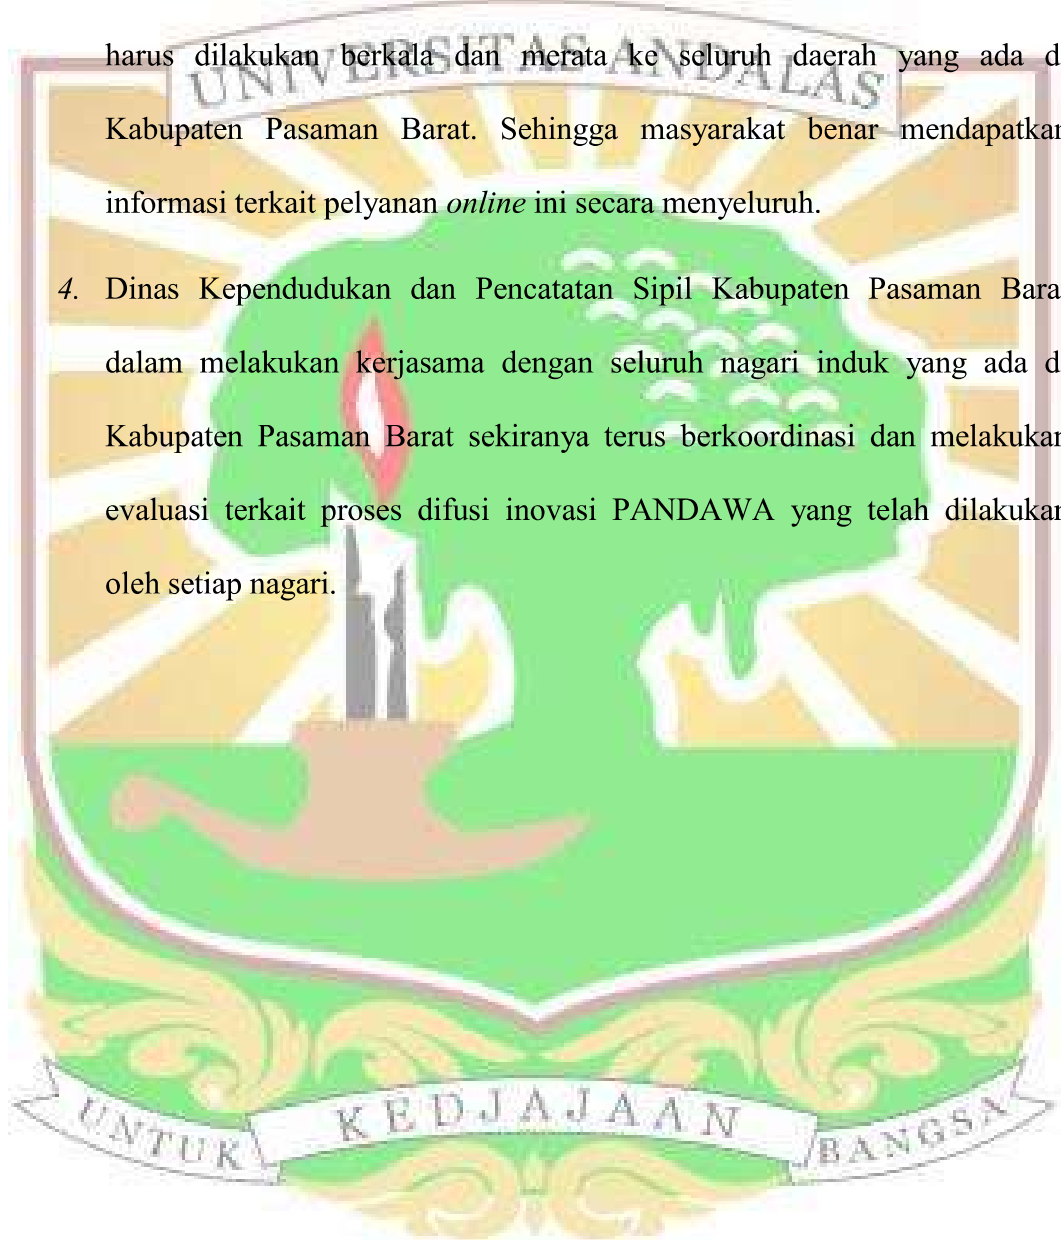 UNIVERSITAS ANDALAS
harus dilakukan berkala dan merata ke seluruh daerah yang ada d
Kabupaten Pasaman Barat. Sehingga masyarakat benar mendapatkan
informasi terkait pelyanan online ini secara menyeluruh.
4. Dinas Kependudukan dan Pencatatan Sipil Kabupaten Pasaman Bara
dalam melakukan kerjasama dengan seluruh nagari induk yang ada d
Kabupaten Pasaman Barat sekiranya terus berkoordinasi dan melakukan
evaluasi terkait proses difusi inovasi PANDAWA yang telah dilakukan
oleh setiap nagari.
UNTUK KEDJAJAAN BANGSA